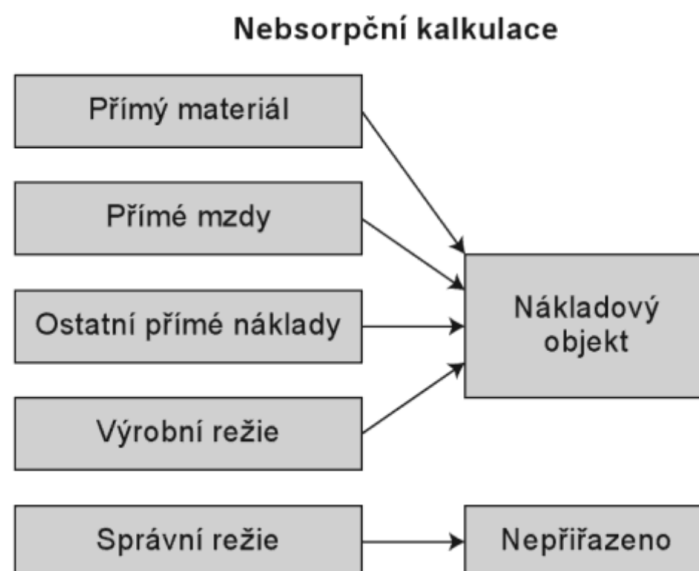 Nebsorpční kalkulace
Přímý materiál
Přímé mzdy
Ostatní přímé náklady
Výrobní režie
Správní režie
Nákladový
objekt
Nepřiřazeno